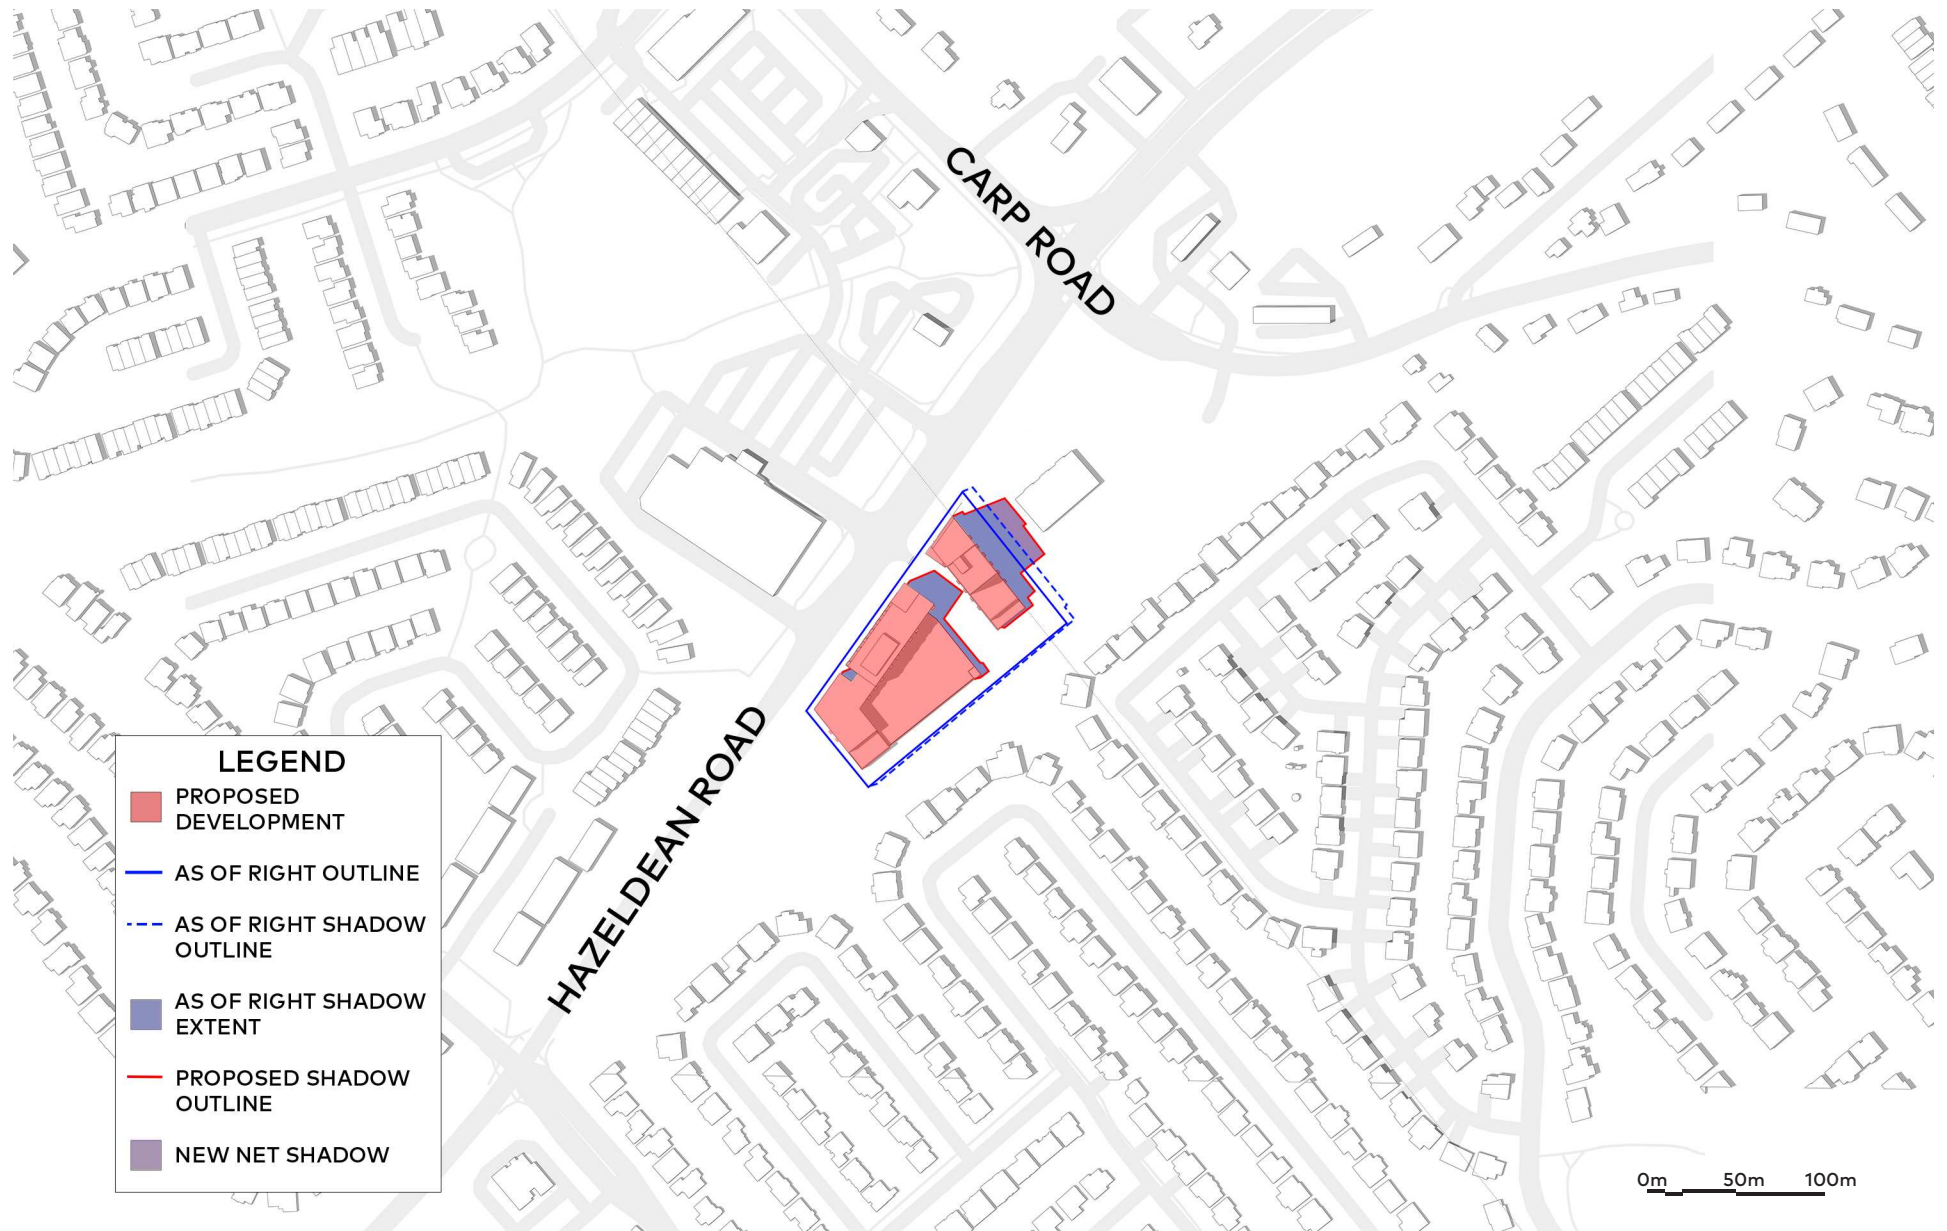 CARP ROAD
HAZELDEAN ROAD
LEGEND
PROPOSED
DEVELOPMENT
AS OF RIGHT OUTLINE
AS OF RIGHT SHADOW
OUTLINE
AS OF RIGHT SHADOW
EXTENT
PROPOSED SHADOW
OUTLINE
NEW NET SHADOW
0m 50m 100m